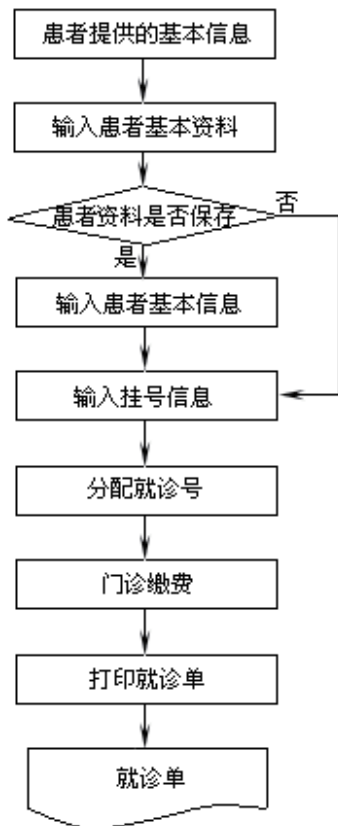 患者提供的基本信息
输入患者基本资料
患者资料是否保存
否
是
输入患者基本信息
输入挂号信息
分配就诊号
门诊缴费
打印就诊单
就诊单